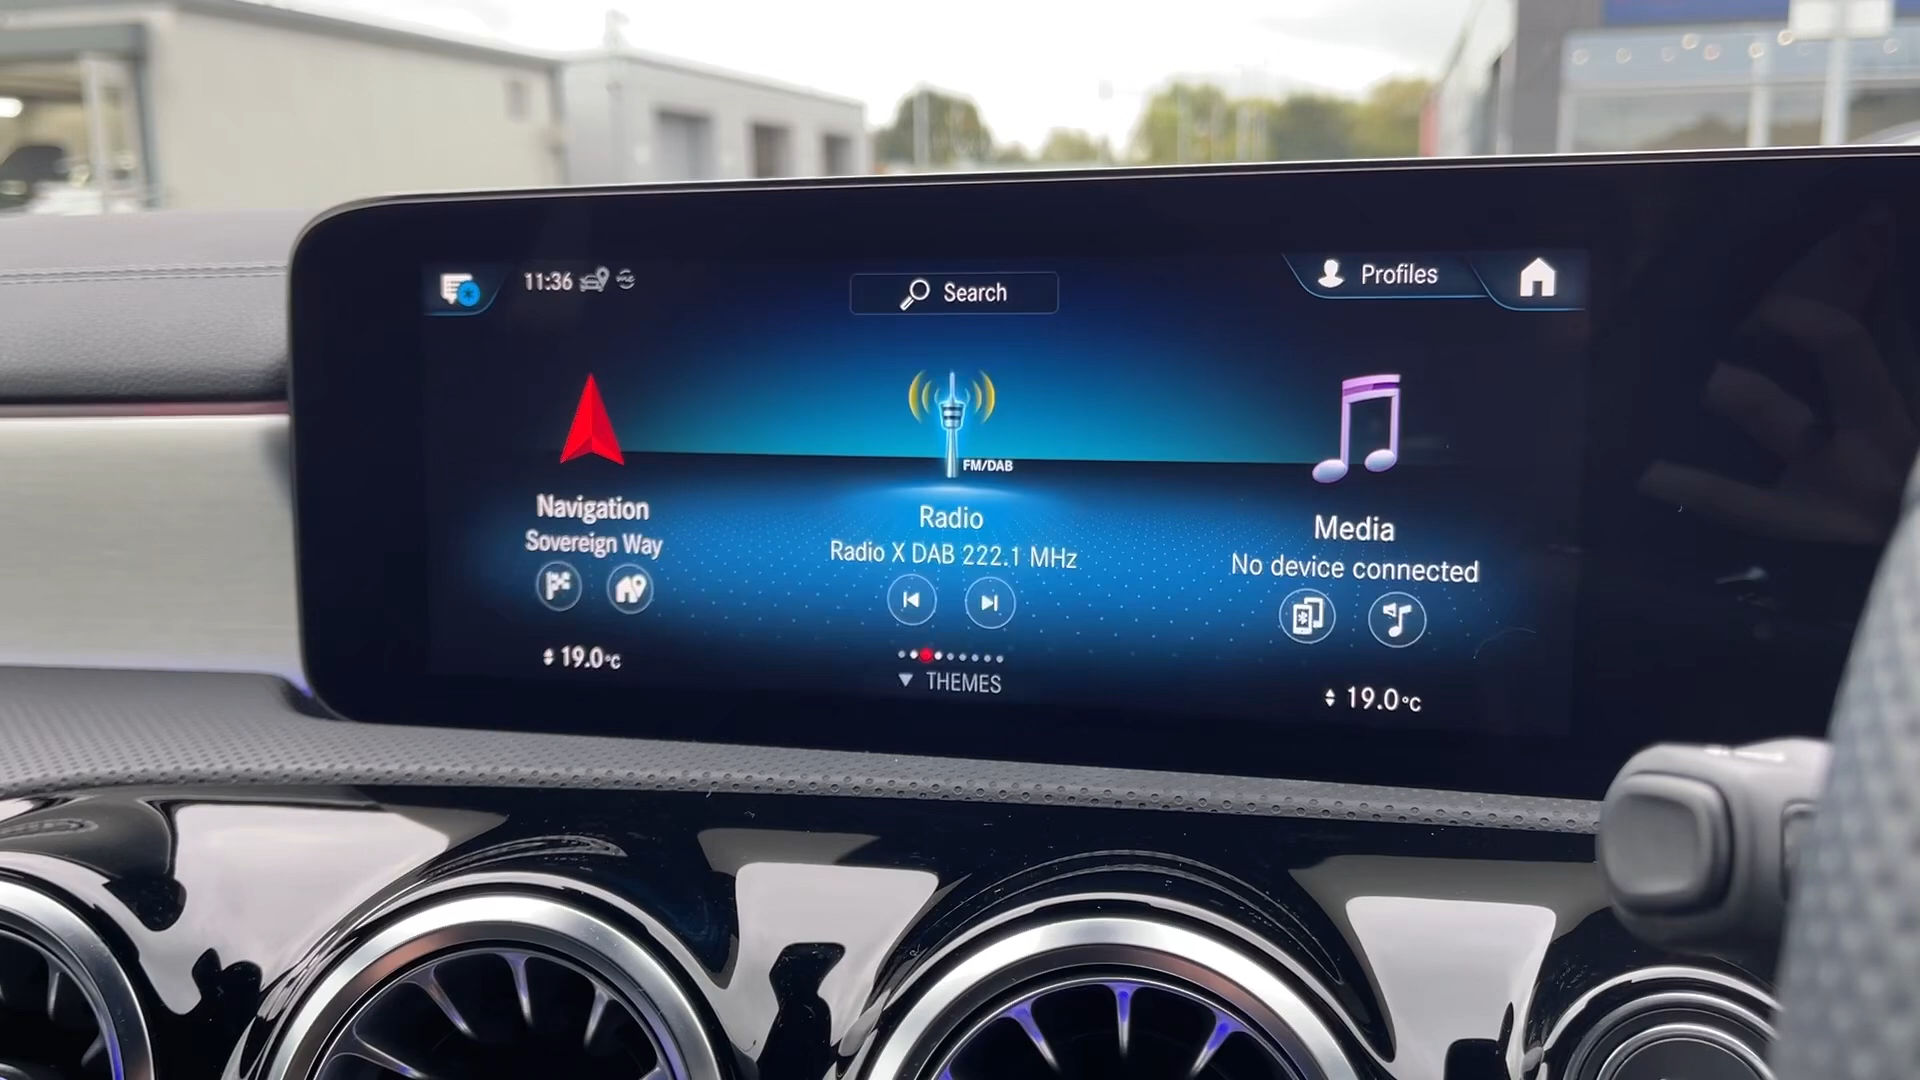 11:36
Search
Profiles
FM/DAB
Navigation
Sovereign Way
Radio
Radio X DAB 222.1 MHz
Media
No device connected
19.0°C
THEMES
19.0°C